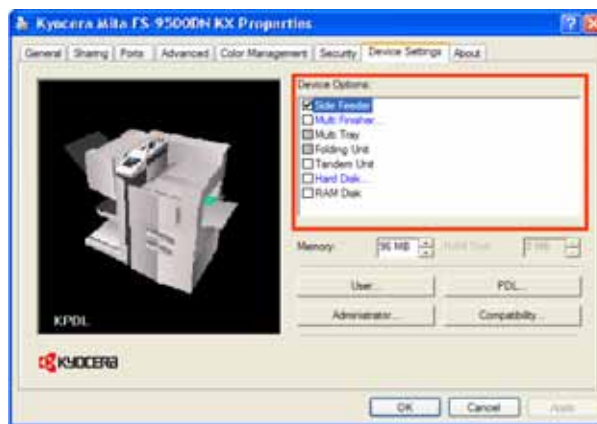 Kyocera Mita FS-9500DN KX Properties
General Sharing Ports Advanced Color Management Security Device Settings About
Device Options:
Side Feeder
Multi Finisher...
Multi Tray
Folding Unit
Tandem Unit
Hard Disk...
RAM Disk
Memory: 96 MB
User... PDL...
Administrator... Compatibility...
KPDL
KYOCERA
OK Cancel Apply